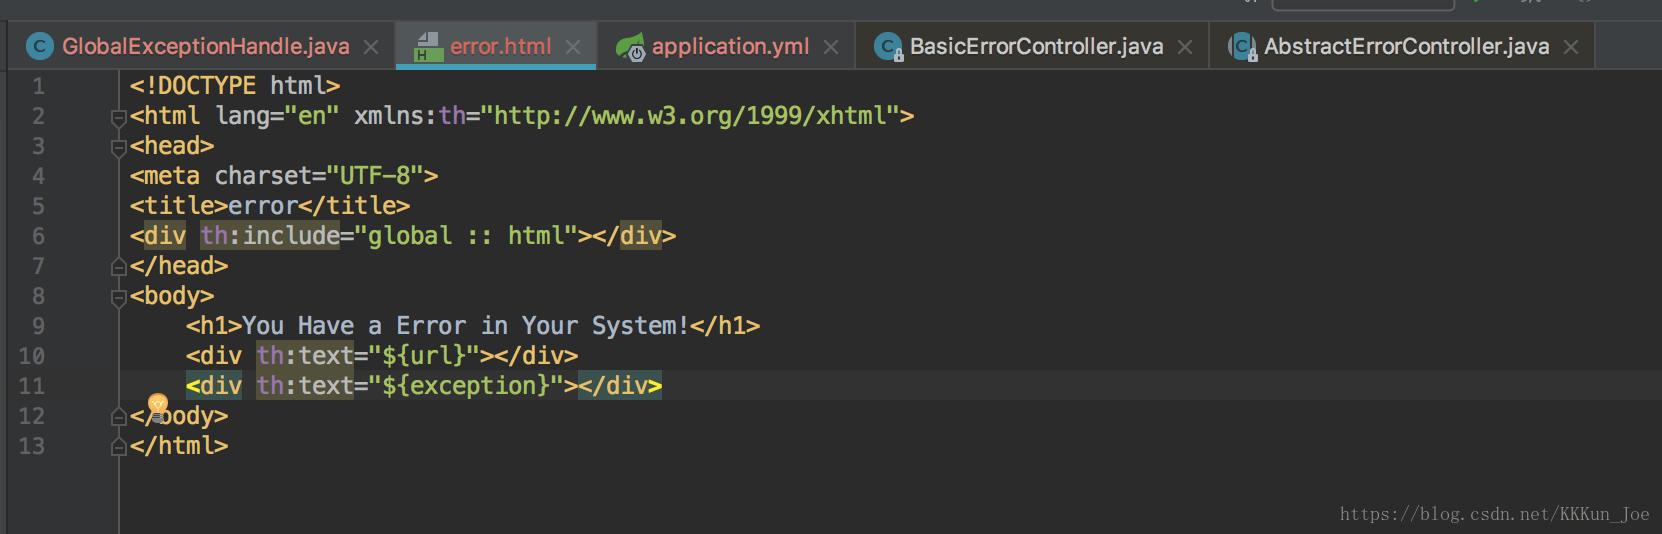 GlobalExceptionHandle.java error.html application.yml BasicErrorController.java AbstractErrorController.java
1 <!DOCTYPE html>
2 <html lang="en" xmlns:th="http://www.w3.org/1999/xhtml">
3 <head>
4 <meta charset="UTF-8">
5 <title>error</title>
6 <div th:include="global :: html"></div>
7 </head>
8 <body>
9 <h1>You Have a Error in Your System!</h1>
10 <div th:text="${url}"></div>
11 <div th:text="${exception}"></div>
12 </body>
13 </html>
https://blog.csdn.net/KKKun_Joe